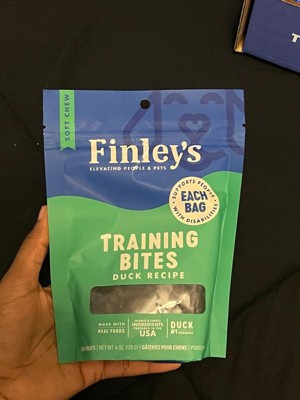 SOFT CHEW
Finley's
ELEVATING PEOPLE & PETS
SUPPORTS PEOPLE
EACH
BAG
WITH DISABILITIES
TRAINING
BITES
DUCK RECIPE
MADE WITH
REAL FOODS
INGREDIENTS
USA
DUCK
#1
T